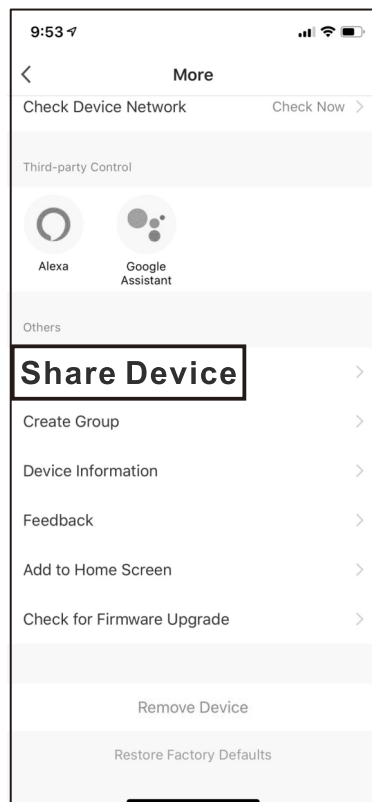 9:53
More
Check Device Network Check Now
Third-party Control
Alexa
Google
Assistant
Others
Share Device
Create Group
Device Information
Feedback
Add to Home Screen
Check for Firmware Upgrade
Remove Device
Restore Factory Defaults